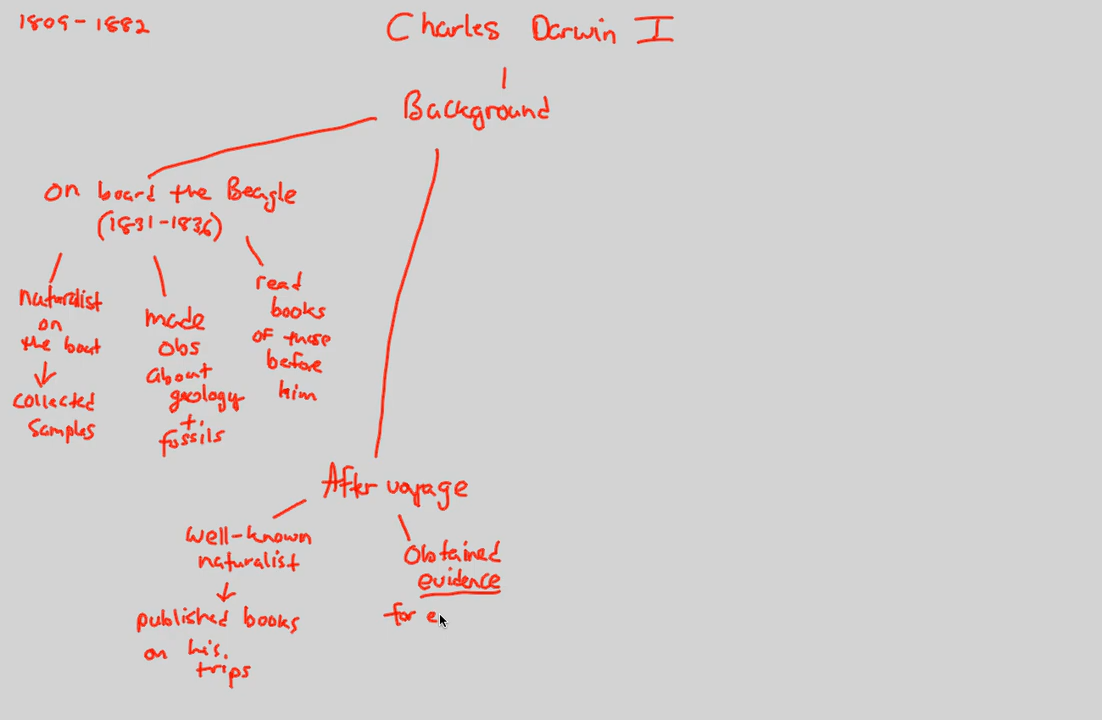 1809-1882
Charles Darwin I
Background
On board the Beagle
(1831-1836)
naturalist
on
the boat
collected
samples
made
obs
about
geology
+
fossils
read
books
of those
before
him
After voyage
well-known
naturalist
published books
on his
trips
Obtained
evidence
for e